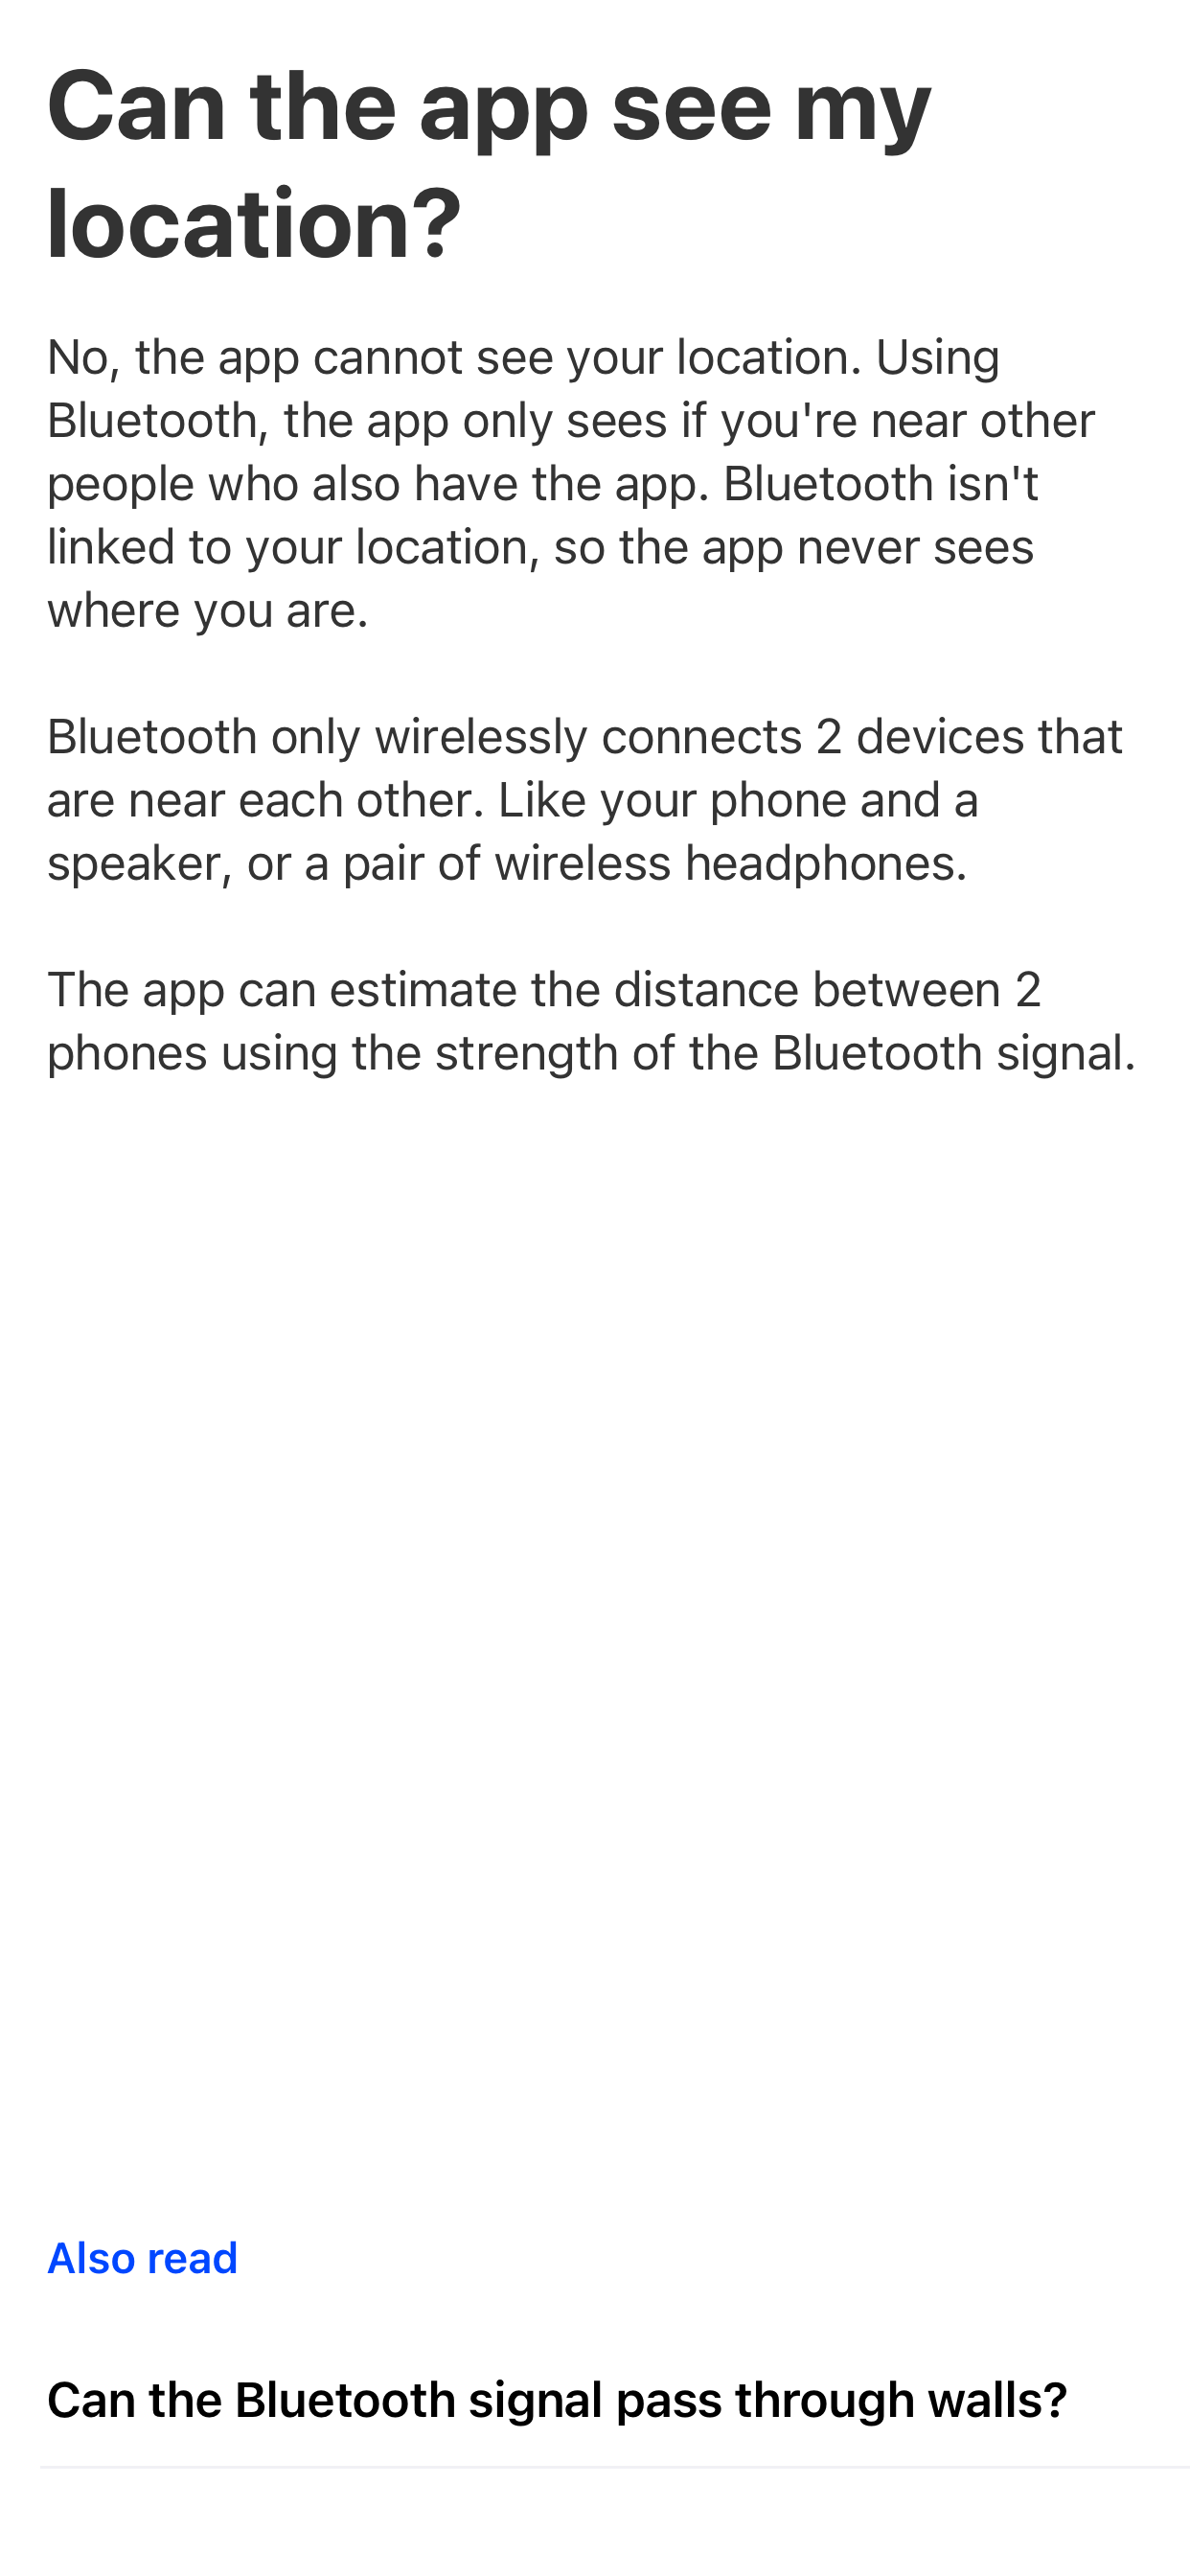 Can the app see my
location?
No, the app cannot see your location. Using
Bluetooth, the app only sees if you're near other
people who also have the app. Bluetooth isn't
linked to your location, so the app never sees
where you are.
Bluetooth only wirelessly connects 2 devices that
are near each other. Like your phone and a
speaker, or a pair of wireless headphones.
The app can estimate the distance between 2
phones using the strength of the Bluetooth signal.
Also read
Can the Bluetooth signal pass through walls?